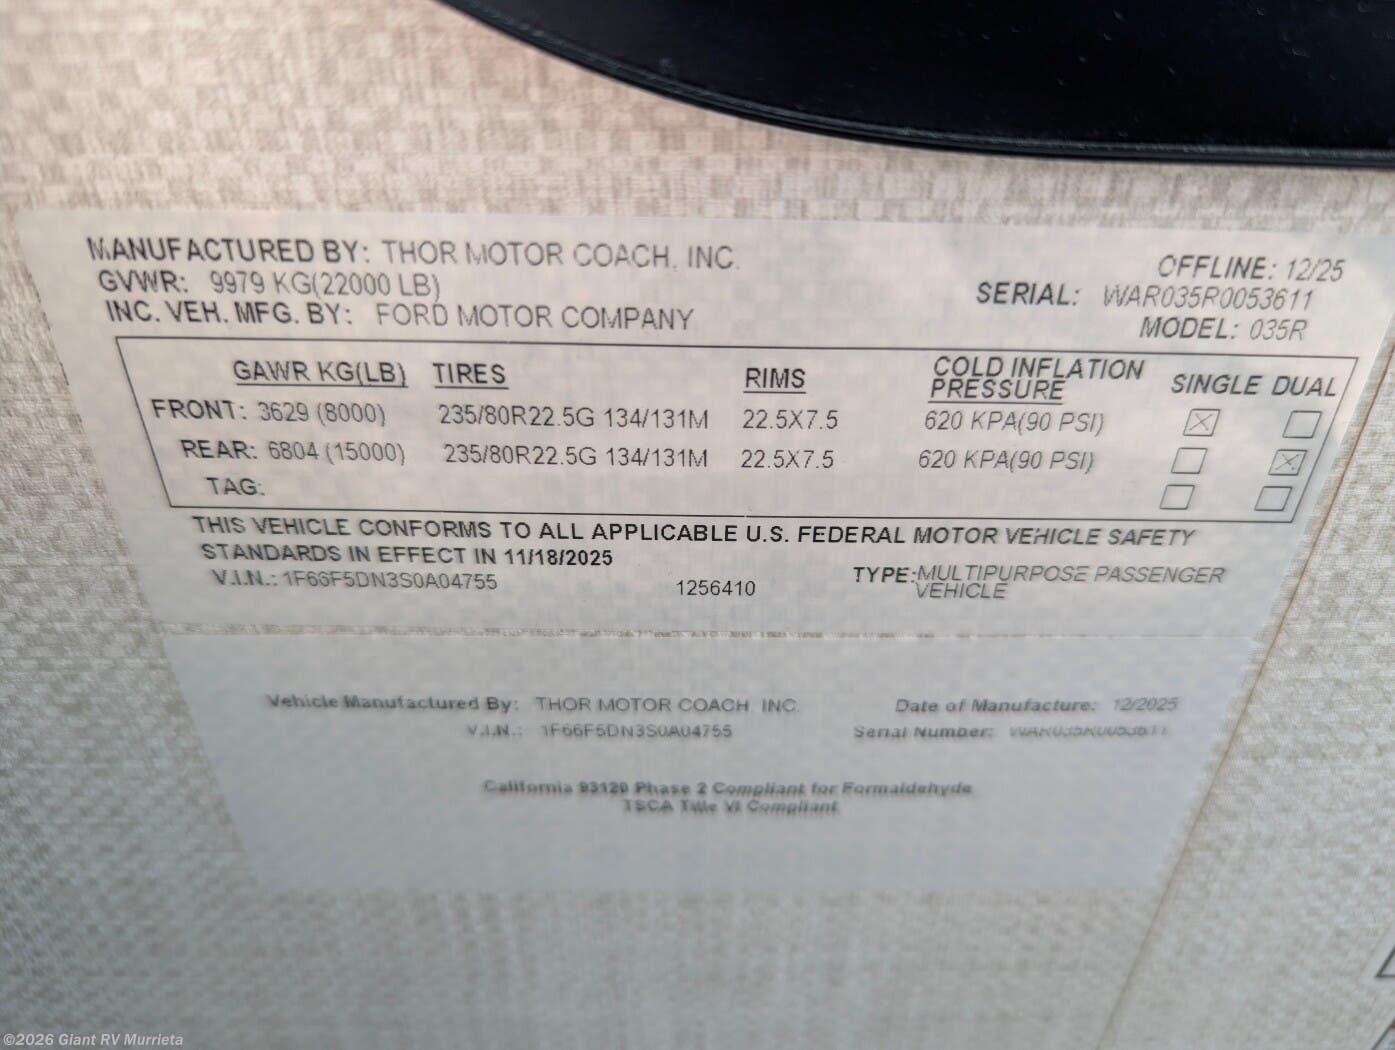 MANUFACTURED BY: THOR MOTOR COACH, INC.
OFFLINE: 12/25
GVWR: 9979 KG(22000 LB)
SERIAL: WAR035R0053611
INC. VEH. MFG. BY: FORD MOTOR COMPANY
MODEL: 035R
GAWR KG(LB) TIRES RIMS COLD INFLATION PRESSURE SINGLE DUAL
FRONT: 3629 (8000) 235/80R22.5G 134/131M 22.5X7.5 620 KPA(90 PSI) ☒ ☐
REAR: 6804 (15000) 235/80R22.5G 134/131M 22.5X7.5 620 KPA(90 PSI) ☐ ☒
TAG: ☐ ☐
THIS VEHICLE CONFORMS TO ALL APPLICABLE U.S. FEDERAL MOTOR VEHICLE SAFETY
STANDARDS IN EFFECT IN 11/18/2025
V.I.N.: 1F66F5DN3S0A04755 1256410 TYPE: MULTIPURPOSE PASSENGER
VEHICLE
Vehicle Manufactured By: THOR MOTOR COACH INC. Date of Manufacture: 12/2025
V.I.N.: 1F66F5DN3S0A04755 Serial Number: WAR035R0053611
California 93120 Phase 2 Compliant for Formaldehyde
TSCA Title VI Compliant
©2026 Giant RV Murrieta